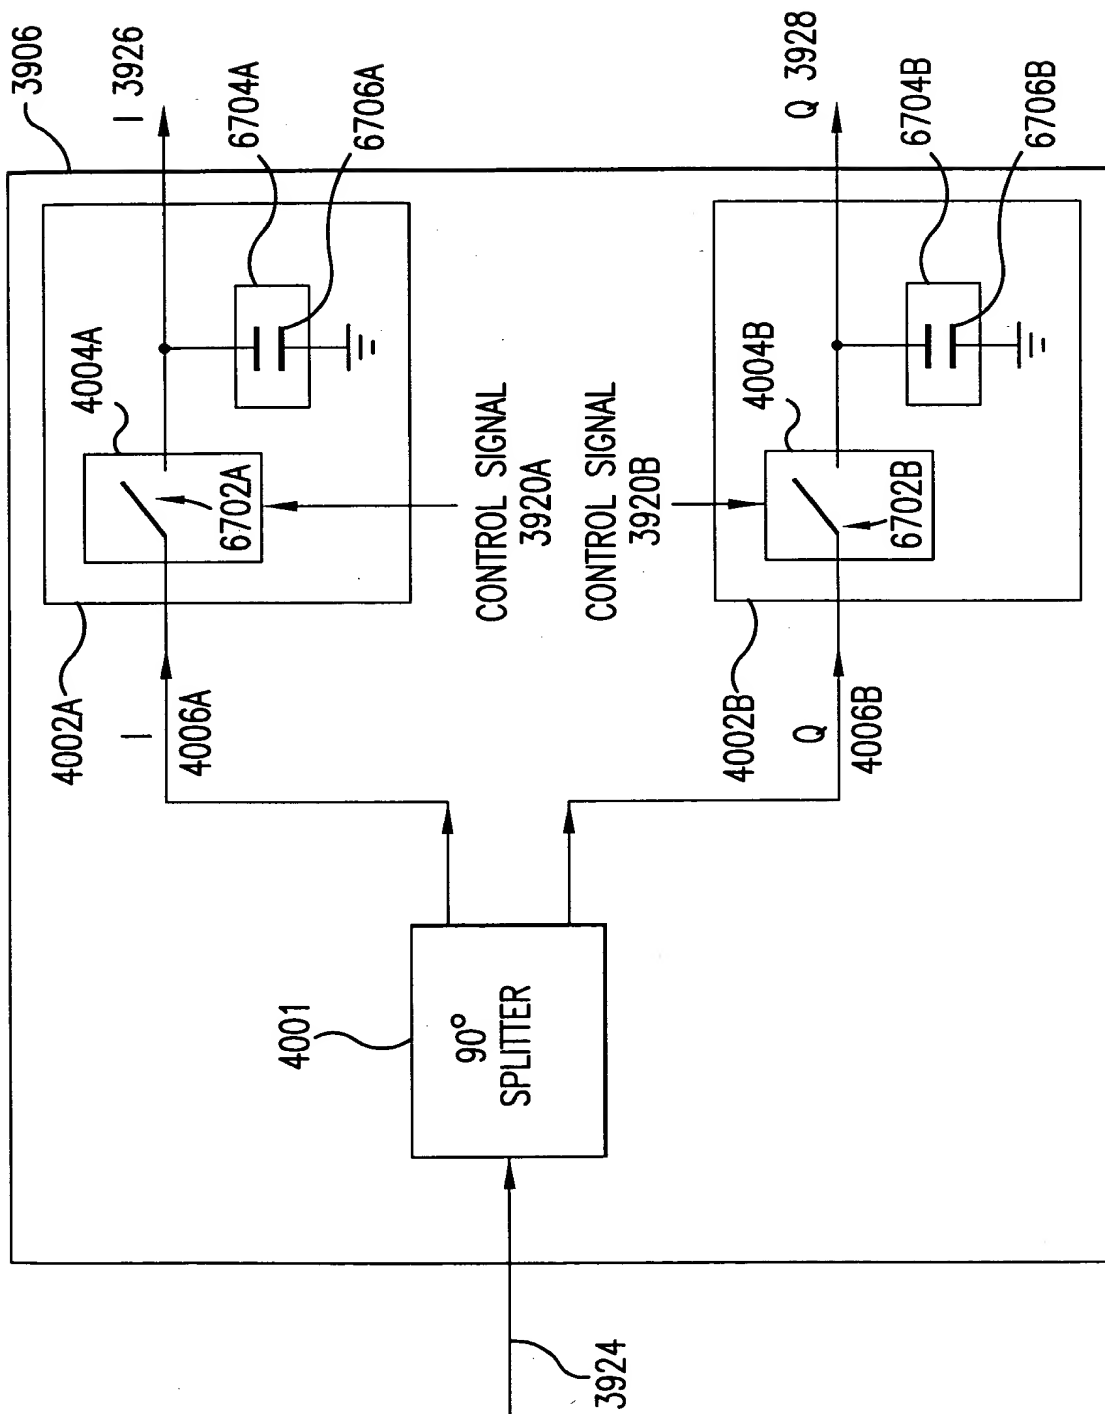 3906
I 3926
6704A
6706A
4004A
6702A
4002A
I
4006A
CONTROL SIGNAL
3920A
CONTROL SIGNAL
3920B
4001
90°
SPLITTER
3924
Q 3928
6704B
6706B
4004B
6702B
4002B
Q
4006B